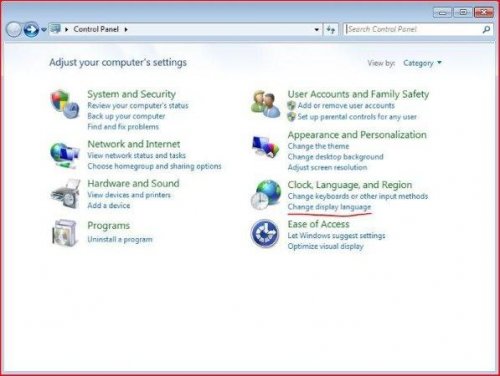 Control Panel
Search Control Panel
Adjust your computer's settings
View by: Category
System and Security
Review your computer's status
Back up your computer
Find and fix problems
Network and Internet
View network status and tasks
Choose homegroup and sharing options
Hardware and Sound
View devices and printers
Add a device
Programs
Uninstall a program
User Accounts and Family Safety
Add or remove user accounts
Set up parental controls for any user
Appearance and Personalization
Change the theme
Change desktop background
Adjust screen resolution
Clock, Language, and Region
Change keyboards or other input methods
Change display language
Ease of Access
Let Windows suggest settings
Optimize visual display